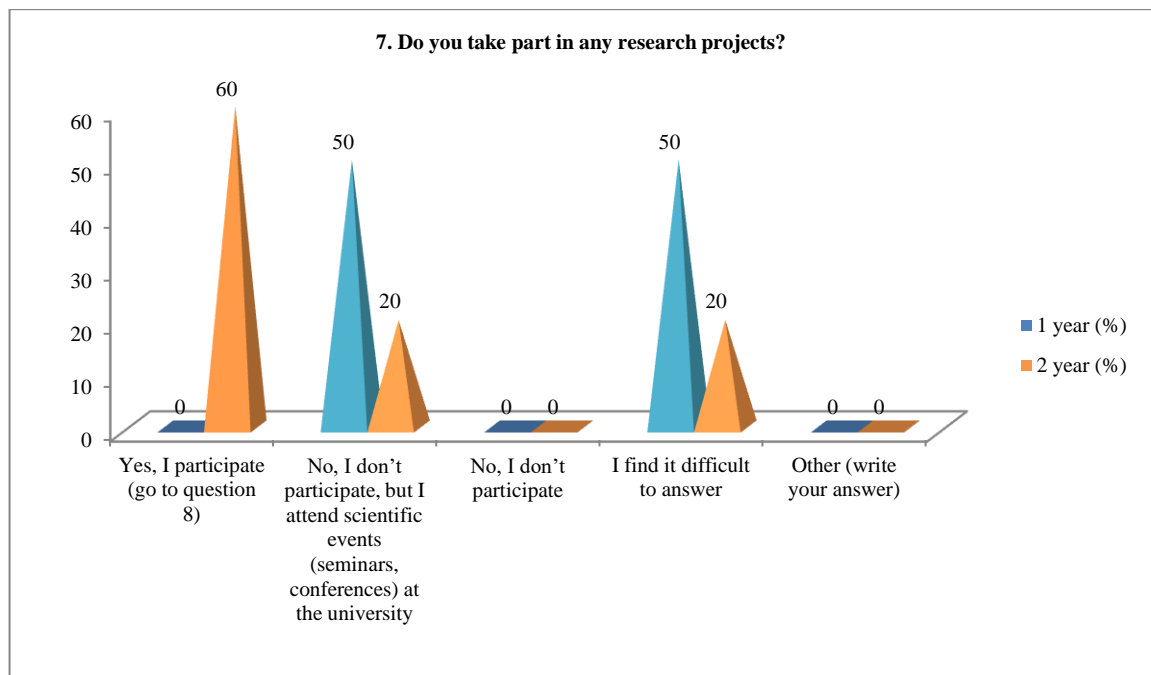 7. Do you take part in any research projects?
60
50
50
20
20
0
0
0
0
0
60
50
40
30
20
10
0
Yes, I participate
(go to question
8)
No, I don’t
participate, but I
attend scientific
events
(seminars,
conferences) at
the university
No, I don’t
participate
I find it difficult
to answer
Other (write
your answer)
1 year (%)
2 year (%)